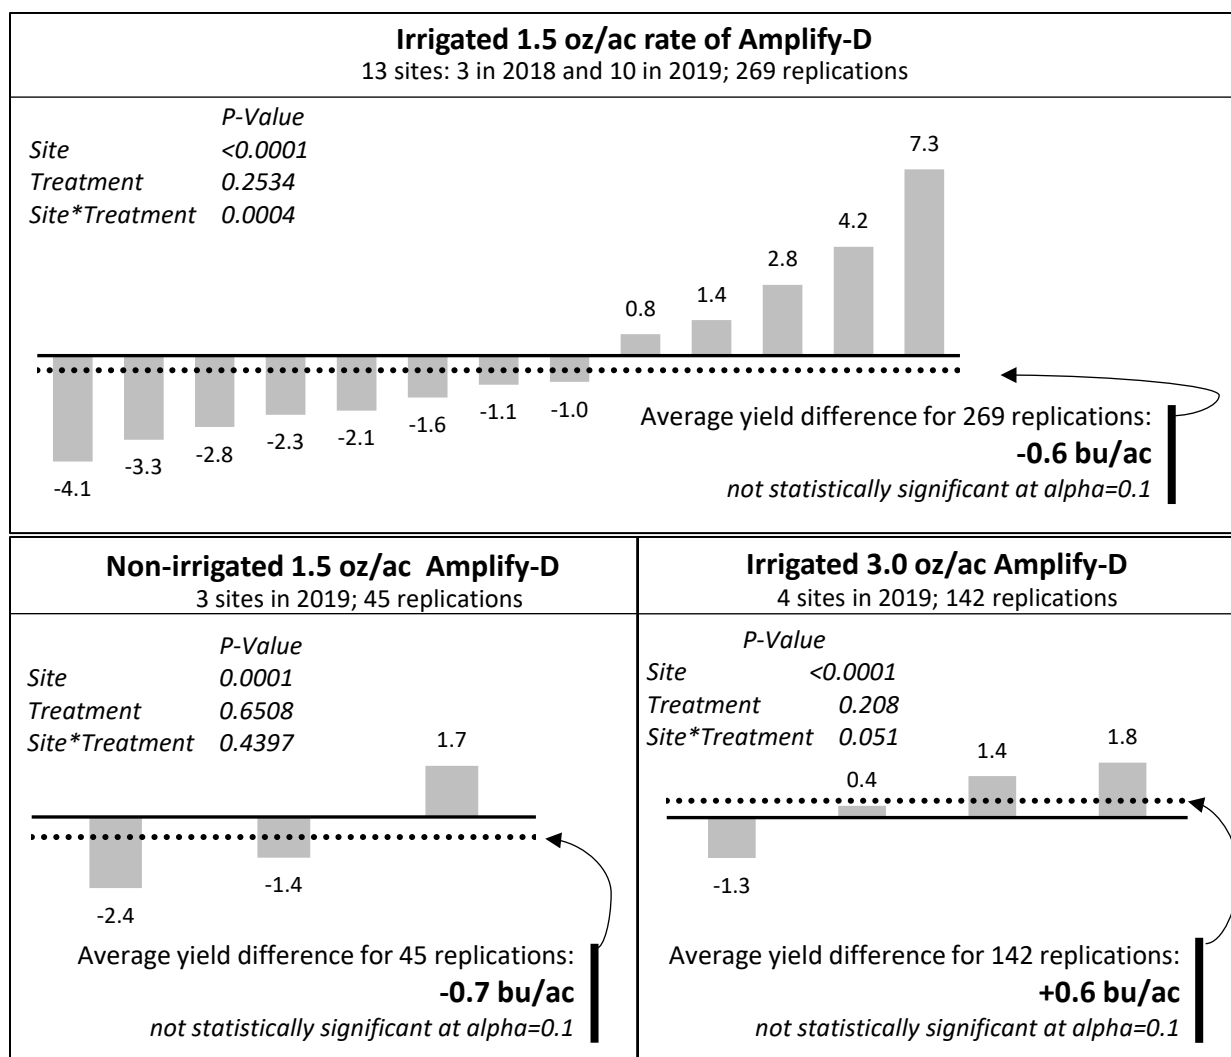 Irrigated 1.5 oz/ac rate of Amplify-D
13 sites: 3 in 2018 and 10 in 2019; 269 replications
P-Value
Site <0.0001
Treatment 0.2534
Site*Treatment 0.0004
7.3
4.2
2.8
1.4
0.8
-4.1
-3.3
-2.8
-2.3
-2.1
-1.6
-1.1
-1.0
Average yield difference for 269 replications:
-0.6 bu/ac
not statistically significant at alpha=0.1
Non-irrigated 1.5 oz/ac Amplify-D
3 sites in 2019; 45 replications
P-Value
Site 0.0001
Treatment 0.6508
Site*Treatment 0.4397
1.7
-2.4
-1.4
Average yield difference for 45 replications:
-0.7 bu/ac
not statistically significant at alpha=0.1
Irrigated 3.0 oz/ac Amplify-D
4 sites in 2019; 142 replications
P-Value
Site <0.0001
Treatment 0.208
Site*Treatment 0.051
-1.3
0.4
1.4
1.8
Average yield difference for 142 replications:
+0.6 bu/ac
not statistically significant at alpha=0.1